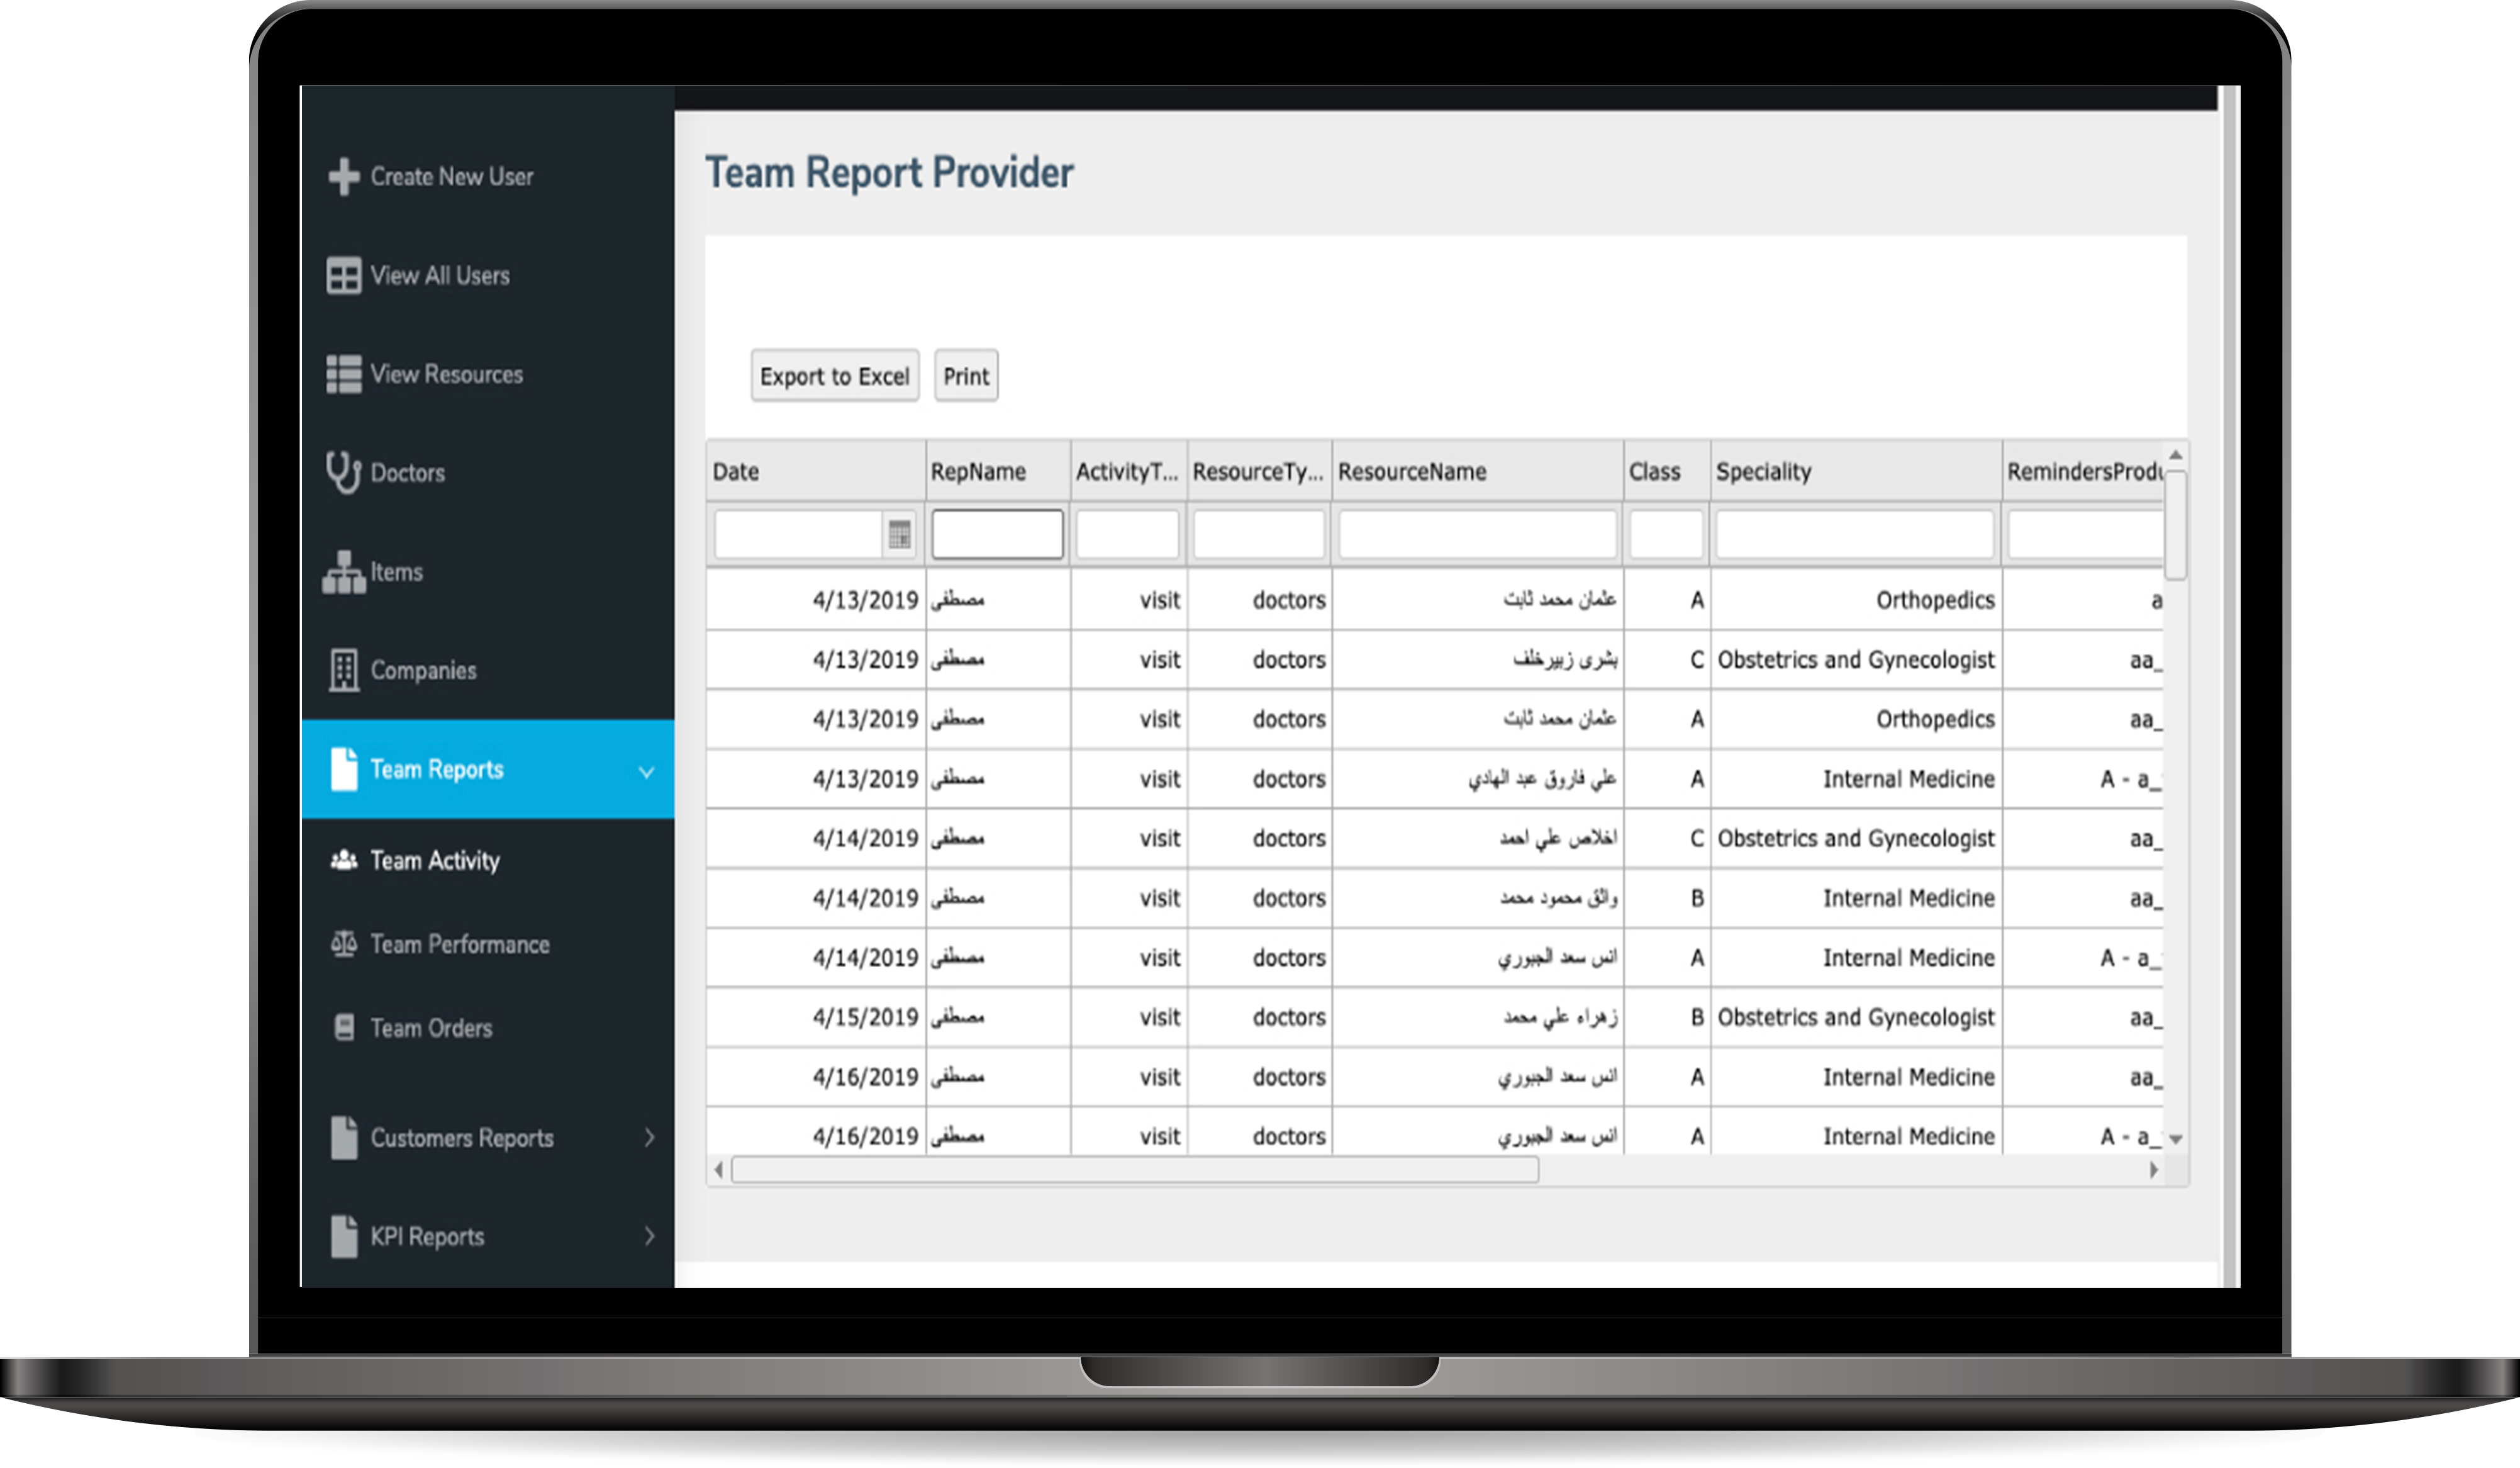 Create New User
View All Users
View Resources
Doctors
Items
Companies
Team Reports
Team Activity
Team Performance
Team Orders
Customers Reports
KPI Reports
Team Report Provider
Export to Excel Print
Date RepName ActivityT... ResourceTy... ResourceName Class Speciality RemindersProdu
4/13/2019 مصطفى visit doctors عثمان محمد ثابت A Orthopedics a
4/13/2019 مصطفى visit doctors بشرى زبيرخلف C Obstetrics and Gynecologist aa_
4/13/2019 مصطفى visit doctors عثمان محمد ثابت A Orthopedics aa_
4/13/2019 مصطفى visit doctors علي فاروق عبد الهادي A Internal Medicine A - a_
4/14/2019 مصطفى visit doctors اخلاص علي احمد C Obstetrics and Gynecologist aa_
4/14/2019 مصطفى visit doctors واثق محمود محمد B Internal Medicine aa_
4/14/2019 مصطفى visit doctors انس سعد الجبوري A Internal Medicine A - a_
4/15/2019 مصطفى visit doctors زهراء علي محمد B Obstetrics and Gynecologist aa_
4/16/2019 مصطفى visit doctors انس سعد الجبوري A Internal Medicine aa_
4/16/2019 مصطفى visit doctors انس سعد الجبوري A Internal Medicine A - a_